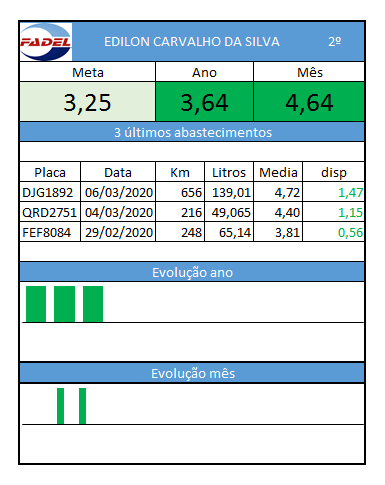 FADEL EDILON CARVALHO DA SILVA 2º
Meta Ano Mês
3,25 3,64 4,64
3 últimos abastecimentos
Placa Data Km Litros Media disp
DJG1892 06/03/2020 656 139,01 4,72 1,47
QRD2751 04/03/2020 216 49,065 4,40 1,15
FEF8084 29/02/2020 248 65,14 3,81 0,56
Evolução ano
Evolução mês